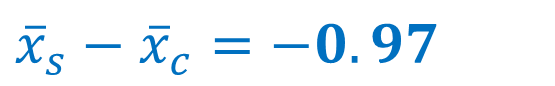 x̄ₛ − x̄꜀ = −0.97